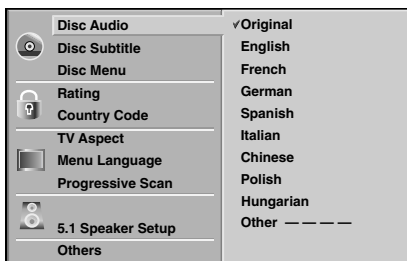 Disc Audio
Disc Subtitle
Disc Menu
Rating
Country Code
TV Aspect
Menu Language
Progressive Scan
5.1 Speaker Setup
Others
✓Original
English
French
German
Spanish
Italian
Chinese
Polish
Hungarian
Other — — — —